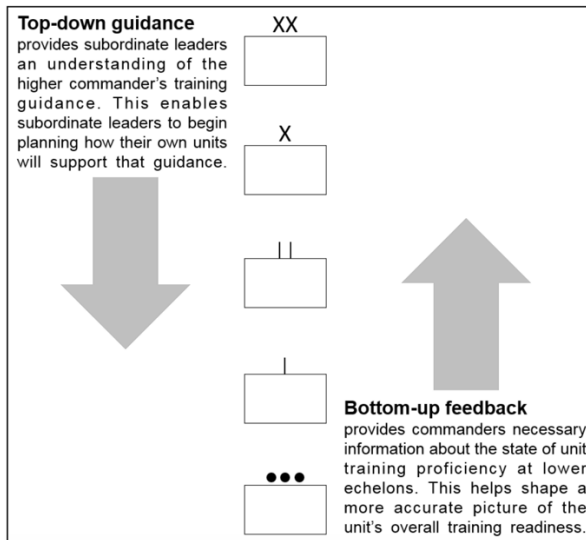 Top-down guidance
provides subordinate leaders
an understanding of the
higher commander's training
guidance. This enables
subordinate leaders to begin
planning how their own units
will support that guidance.
XX
X
| |
|
●●●
Bottom-up feedback
provides commanders necessary
information about the state of unit
training proficiency at lower
echelons. This helps shape a
more accurate picture of the
unit's overall training readiness.